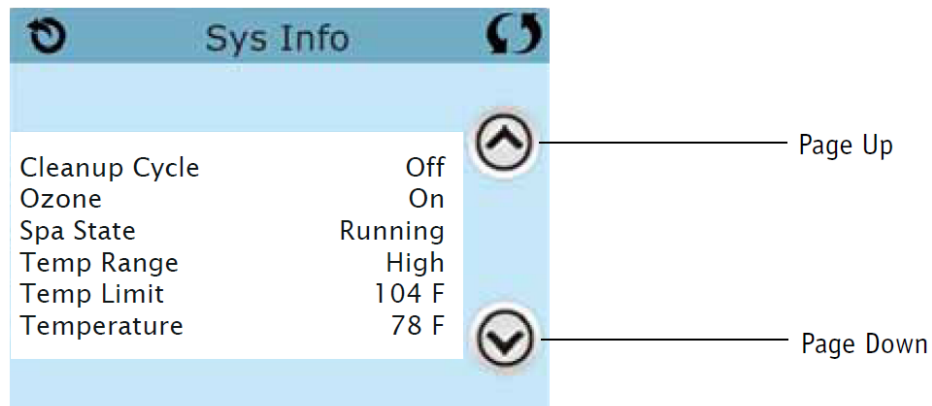 Sys Info
Page Up
Cleanup Cycle Off
Ozone On
Spa State Running
Temp Range High
Temp Limit 104 F
Temperature 78 F
Page Down